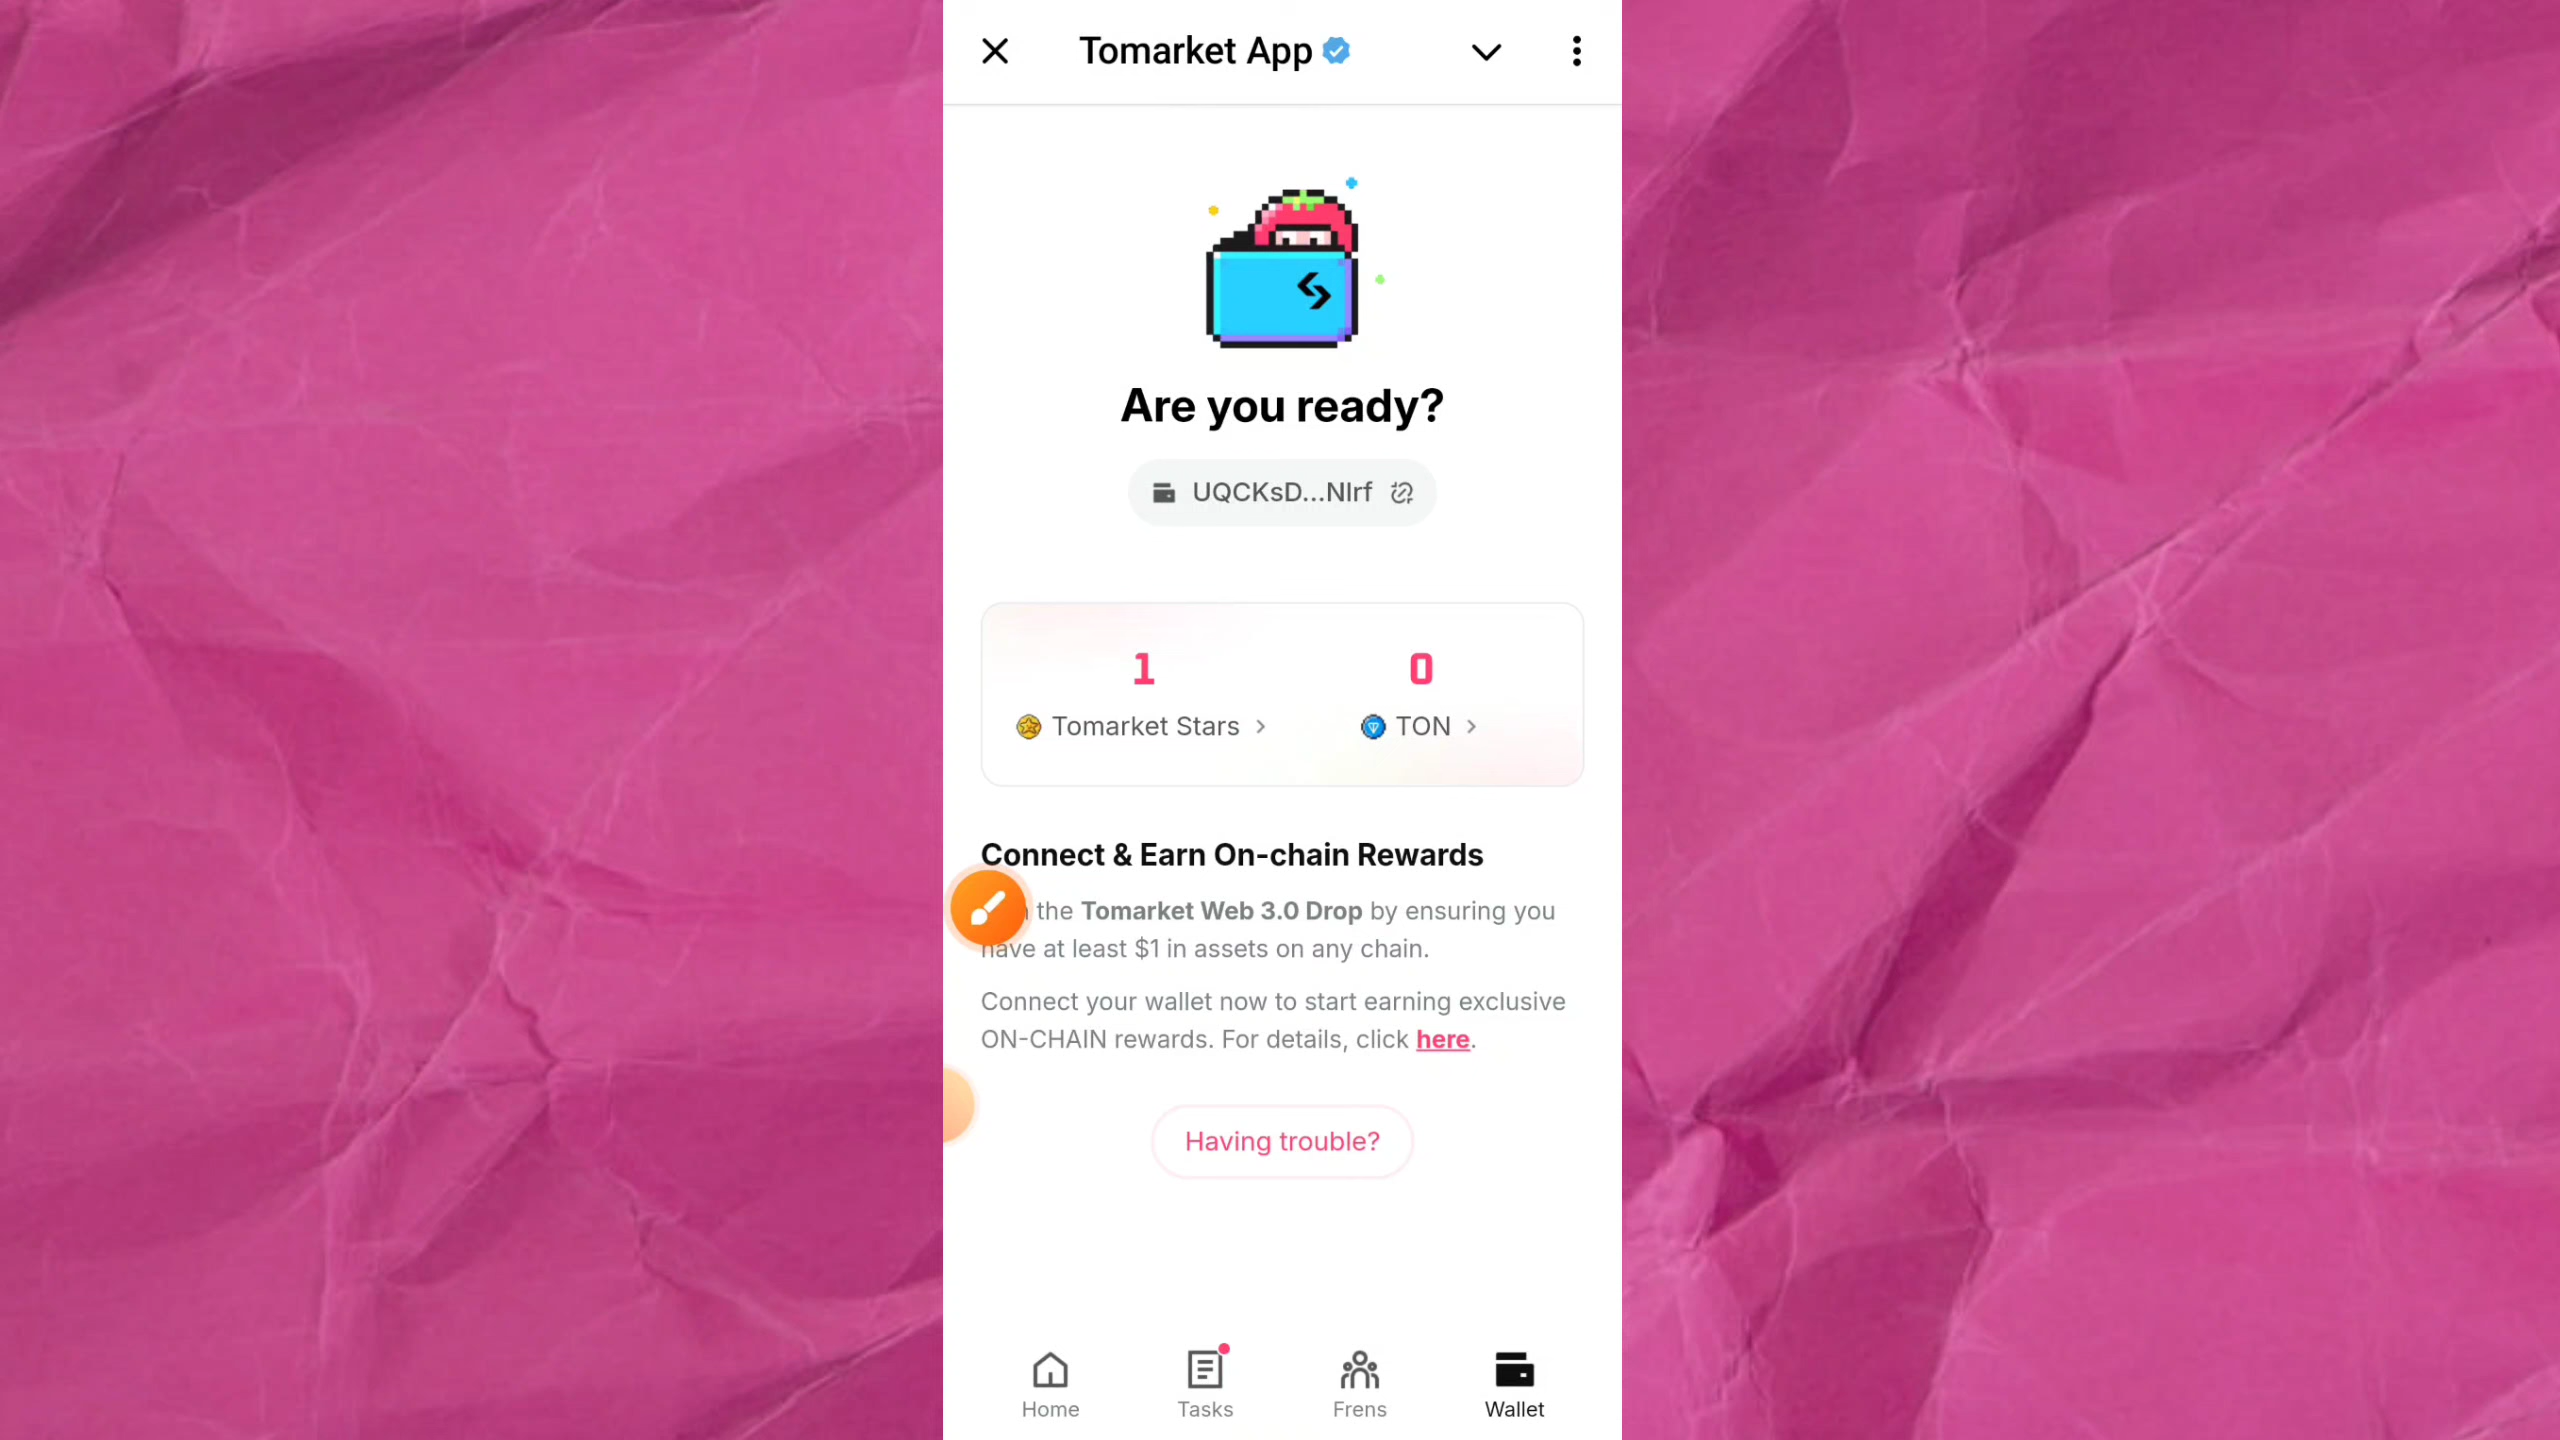 Tomarket App
Are you ready?
UQCKsD...NIrf
1
0
Tomarket Stars
TON
Connect & Earn On-chain Rewards
the Tomarket Web 3.0 Drop by ensuring you
have at least $1 in assets on any chain.
Connect your wallet now to start earning exclusive
ON-CHAIN rewards. For details, click here.
Having trouble?
Home
Tasks
Frens
Wallet